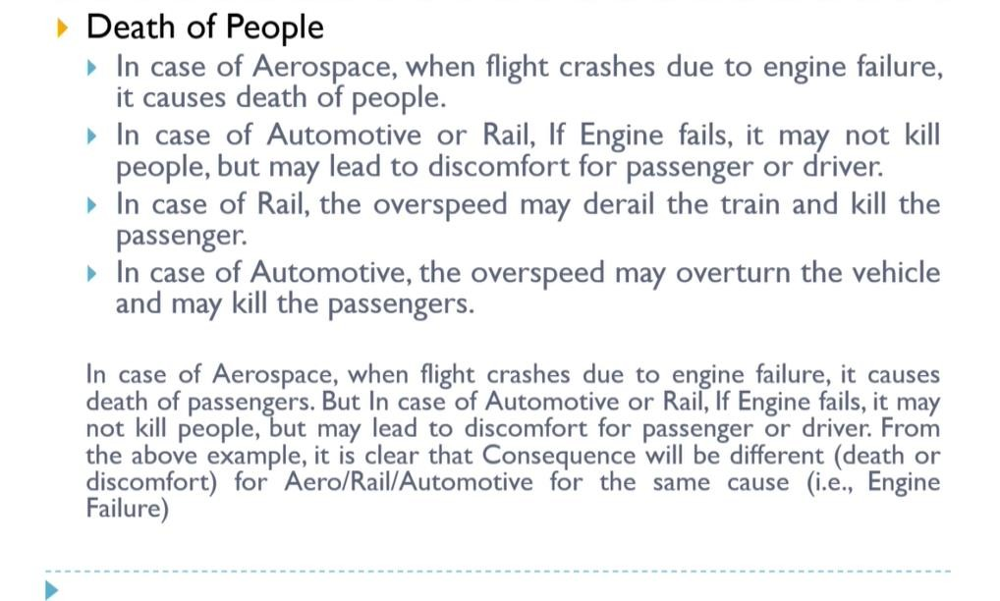 Death of People
In case of Aerospace, when flight crashes due to engine failure,
it causes death of people.
In case of Automotive or Rail, If Engine fails, it may not kill
people, but may lead to discomfort for passenger or driver.
In case of Rail, the overspeed may derail the train and kill the
passenger.
In case of Automotive, the overspeed may overturn the vehicle
and may kill the passengers.
In case of Aerospace, when flight crashes due to engine failure, it causes
death of passengers. But In case of Automotive or Rail, If Engine fails, it may
not kill people, but may lead to discomfort for passenger or driver. From
the above example, it is clear that Consequence will be different (death or
discomfort) for Aero/Rail/Automotive for the same cause (i.e., Engine
Failure)